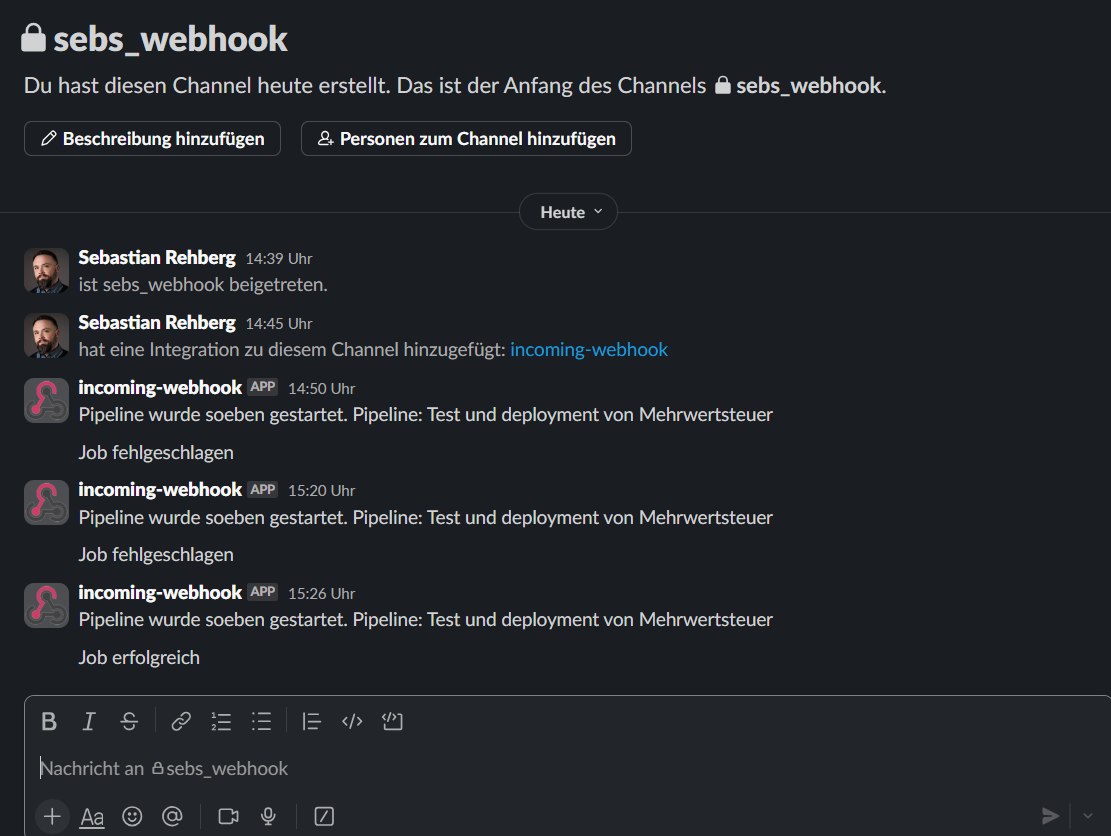 sebs_webhook
Du hast diesen Channel heute erstellt. Das ist der Anfang des Channels sebs_webhook.
Beschreibung hinzufügen
Personen zum Channel hinzufügen
Heute
Sebastian Rehberg 14:39 Uhr
ist sebs_webhook beigetreten.
Sebastian Rehberg 14:45 Uhr
hat eine Integration zu diesem Channel hinzugefügt: incoming-webhook
incoming-webhook APP 14:50 Uhr
Pipeline wurde soeben gestartet. Pipeline: Test und deployment von Mehrwertsteuer
Job fehlgeschlagen
incoming-webhook APP 15:20 Uhr
Pipeline wurde soeben gestartet. Pipeline: Test und deployment von Mehrwertsteuer
Job fehlgeschlagen
incoming-webhook APP 15:26 Uhr
Pipeline wurde soeben gestartet. Pipeline: Test und deployment von Mehrwertsteuer
Job erfolgreich
B I S
Nachricht an sebs_webhook
Aa